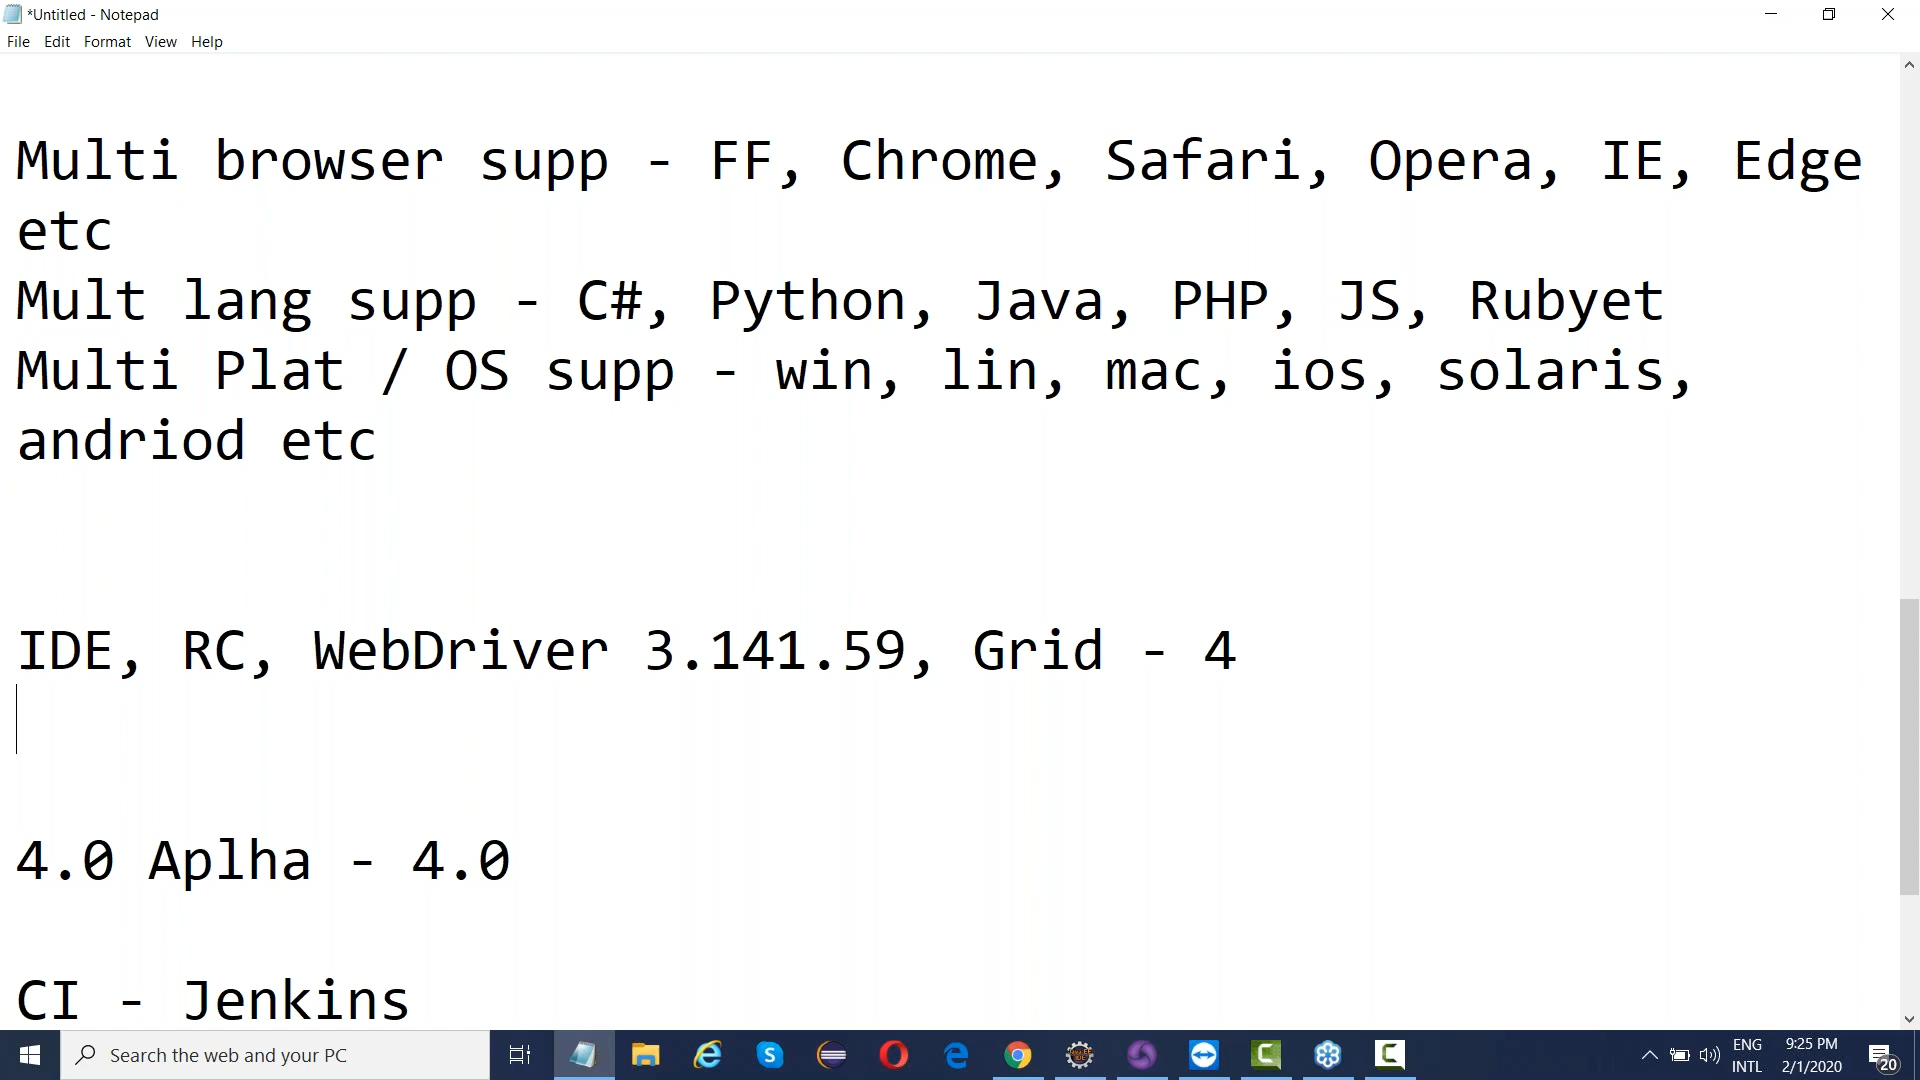 *Untitled - Notepad
File Edit Format View Help
Multi browser supp - FF, Chrome, Safari, Opera, IE, Edge
etc
Mult lang supp - C#, Python, Java, PHP, JS, Rubyet
Multi Plat / OS supp - win, lin, mac, ios, solaris,
andriod etc
IDE, RC, WebDriver 3.141.59, Grid - 4
4.0 Aplha - 4.0
CI - Jenkins
Search the web and your PC
ENG
INTL
9:25 PM
2/1/2020
20